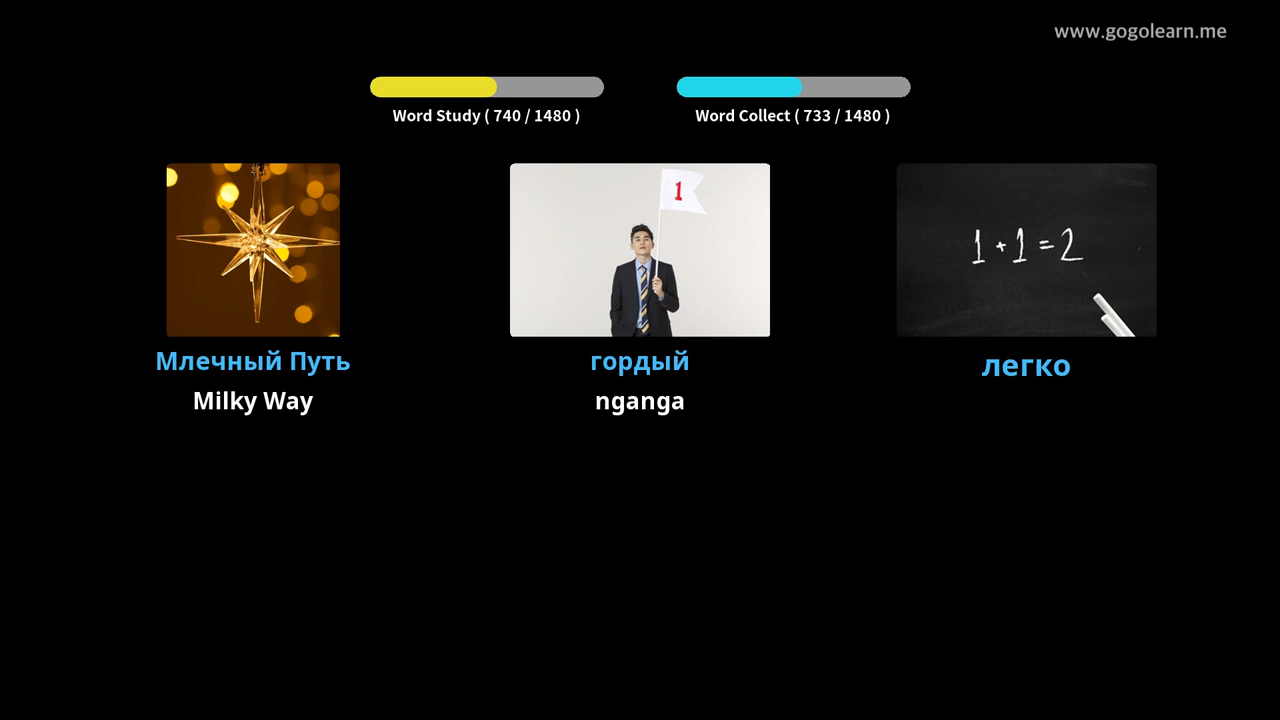 www.gogolearn.me
Word Study ( 740 / 1480 )
Word Collect ( 733 / 1480 )
1
1 + 1 = 2
Млечный Путь
гордый
легко
Milky Way
nganga